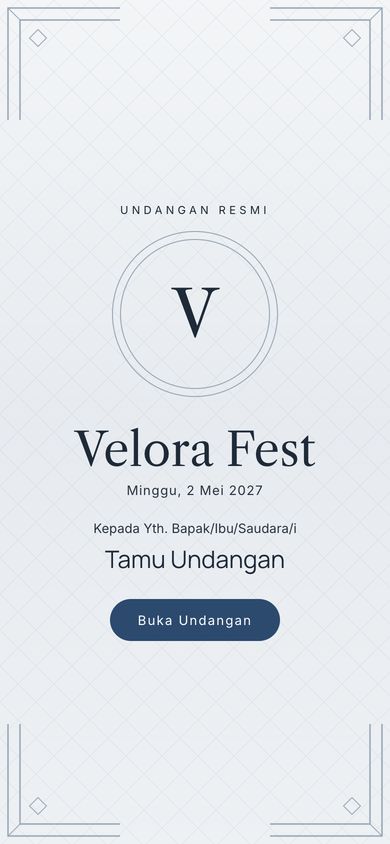 UNDANGAN RESMI
V
Velora Fest
Minggu, 2 Mei 2027
Kepada Yth. Bapak/Ibu/Saudara/i
Tamu Undangan
Buka Undangan